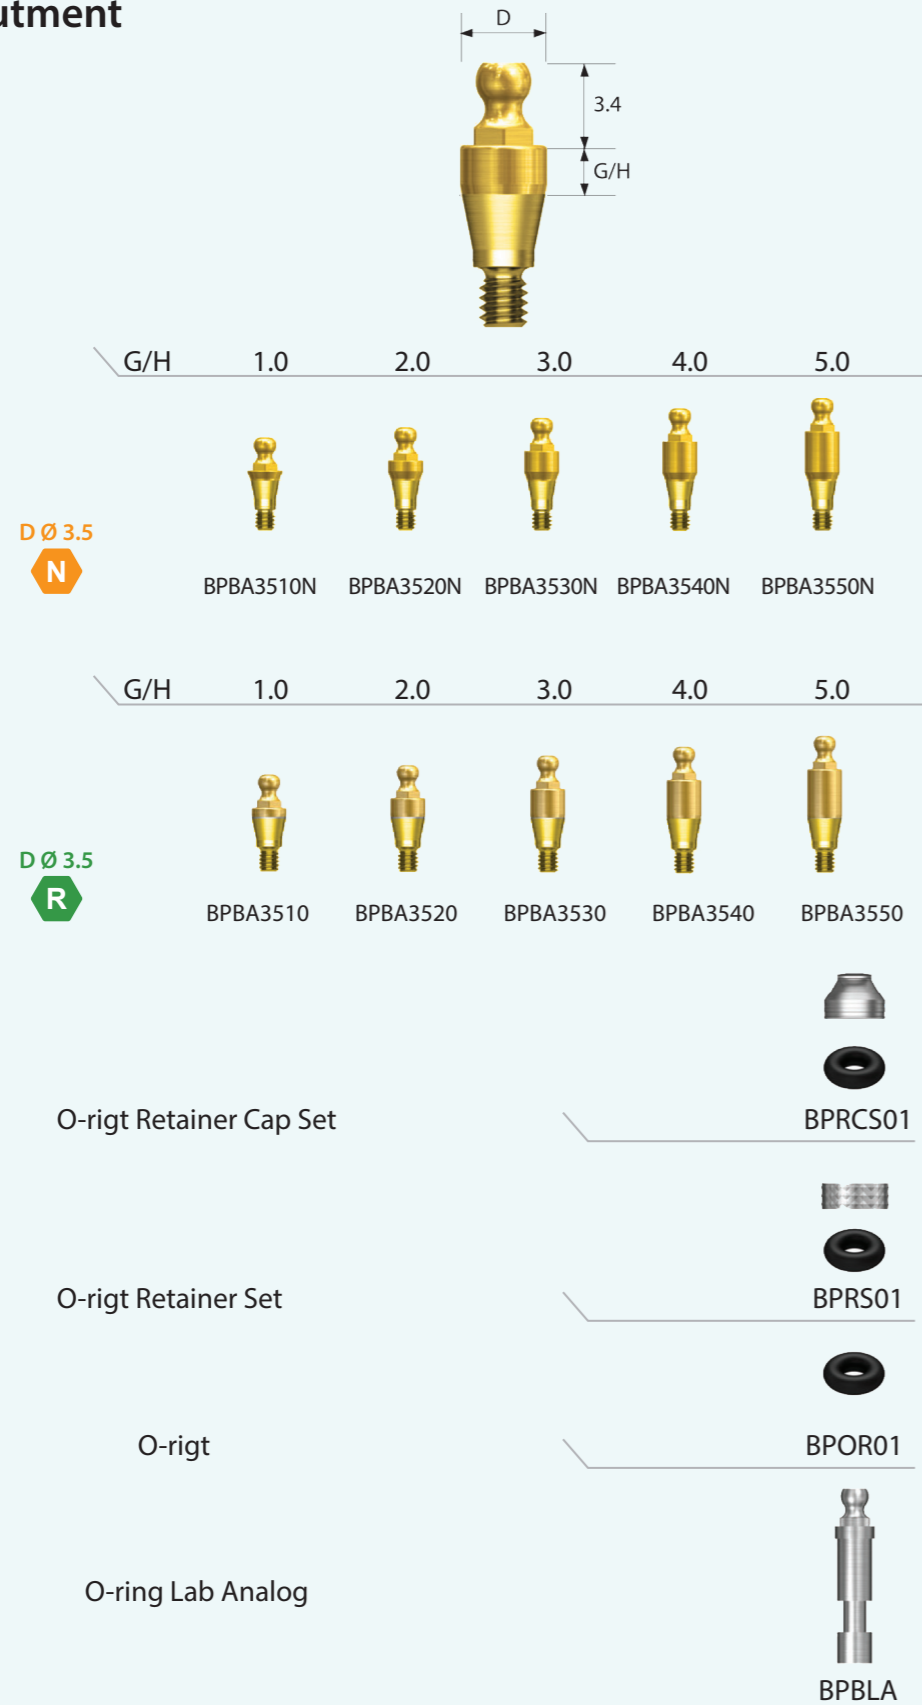 utment
D
3.4
G/H
G/H 1.0 2.0 3.0 4.0 5.0
D Ø 3.5
N
BPBA3510N BPBA3520N BPBA3530N BPBA3540N BPBA3550N
G/H 1.0 2.0 3.0 4.0 5.0
D Ø 3.5
R
BPBA3510 BPBA3520 BPBA3530 BPBA3540 BPBA3550
O-rigt Retainer Cap Set BPRCS01
O-rigt Retainer Set BPRS01
O-rigt BPOR01
O-ring Lab Analog
BPBLA